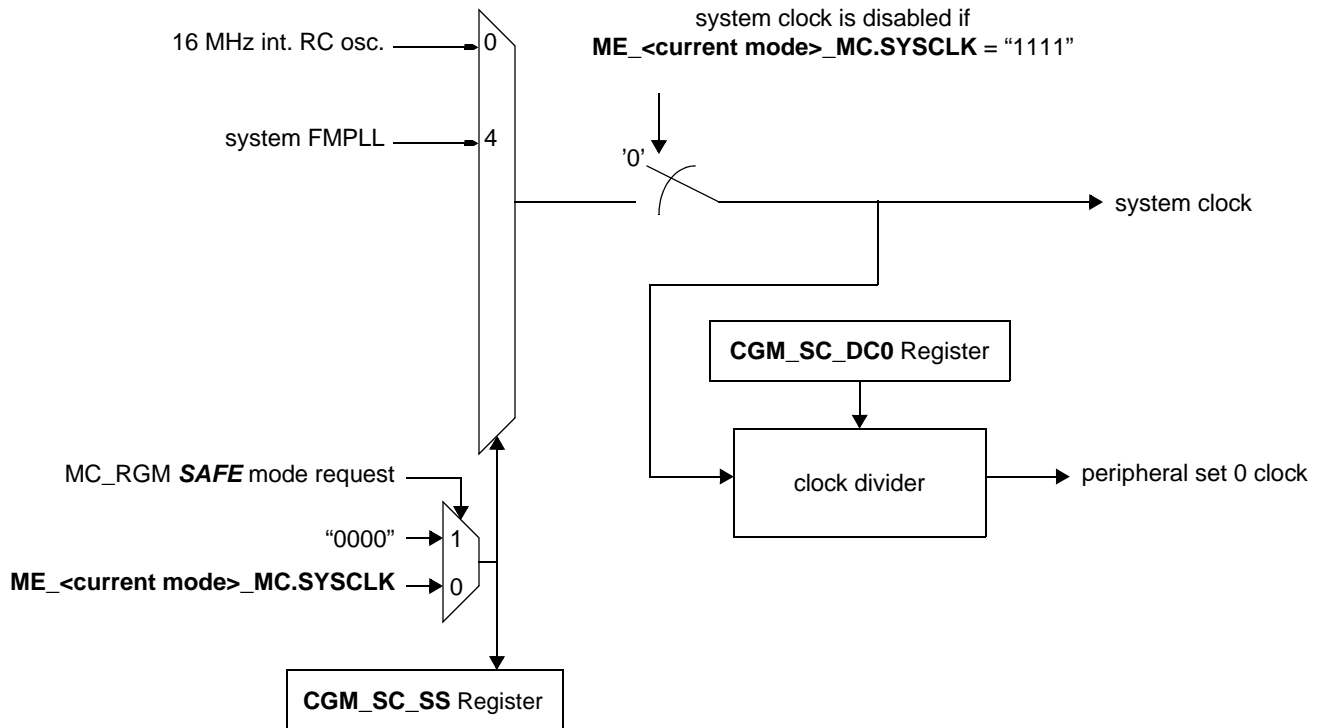 system clock is disabled if
ME_<current mode>_MC.SYSCLK = “1111”
16 MHz int. RC osc.
0
system FMPLL
4
’0’
system clock
CGM_SC_DC0 Register
clock divider
peripheral set 0 clock
MC_RGM SAFE mode request
“0000”
1
ME_<current mode>_MC.SYSCLK
0
CGM_SC_SS Register